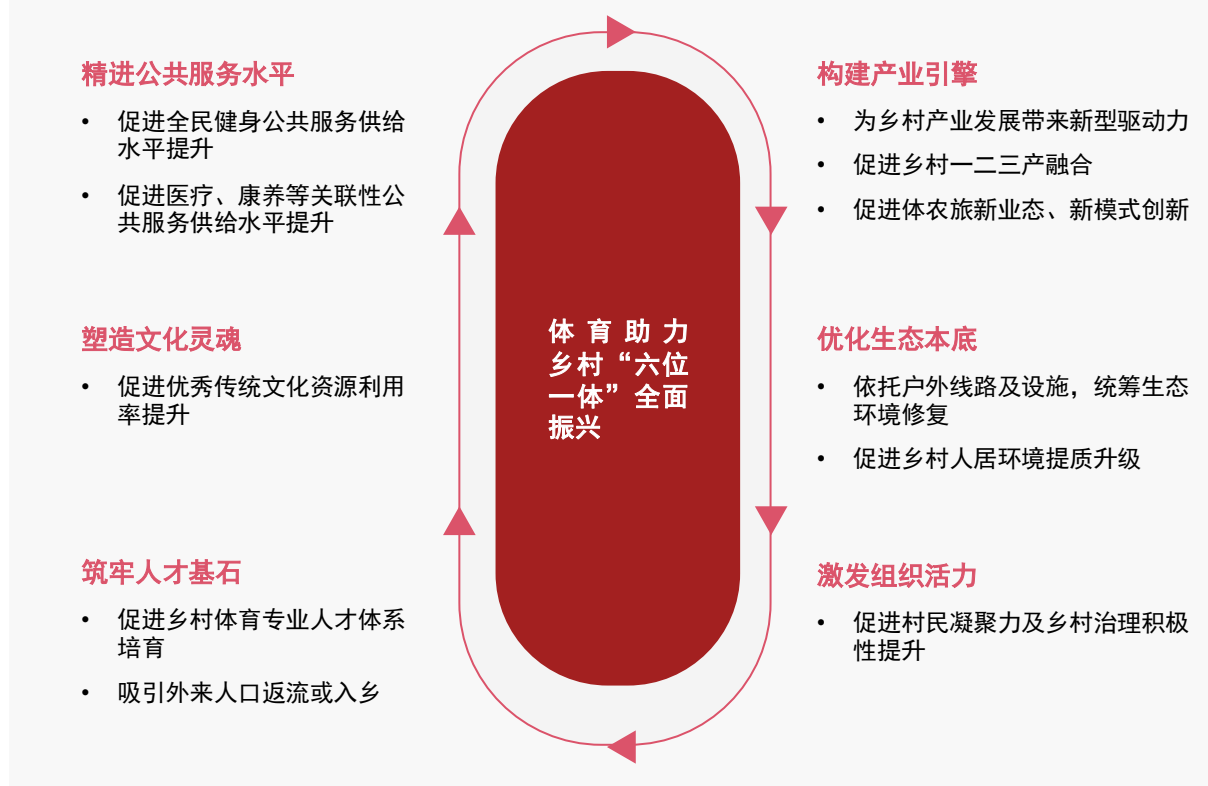 精进公共服务水平
• 促进全民健身公共服务供给
水平提升
• 促进医疗、康养等关联性公
共服务供给水平提升
塑造文化灵魂
• 促进优秀传统文化资源利用
率提升
筑牢人才基石
• 促进乡村体育专业人才体系
培育
• 吸引外来人口返流或入乡
体育助力
乡村“六位
一体”全面
振兴
构建产业引擎
• 为乡村产业发展带来新型驱动力
• 促进乡村一二三产融合
• 促进体农旅新业态、新模式创新
优化生态本底
• 依托户外线路及设施，统筹生态
环境修复
• 促进乡村人居环境提质升级
激发组织活力
• 促进村民凝聚力及乡村治理积极
性提升